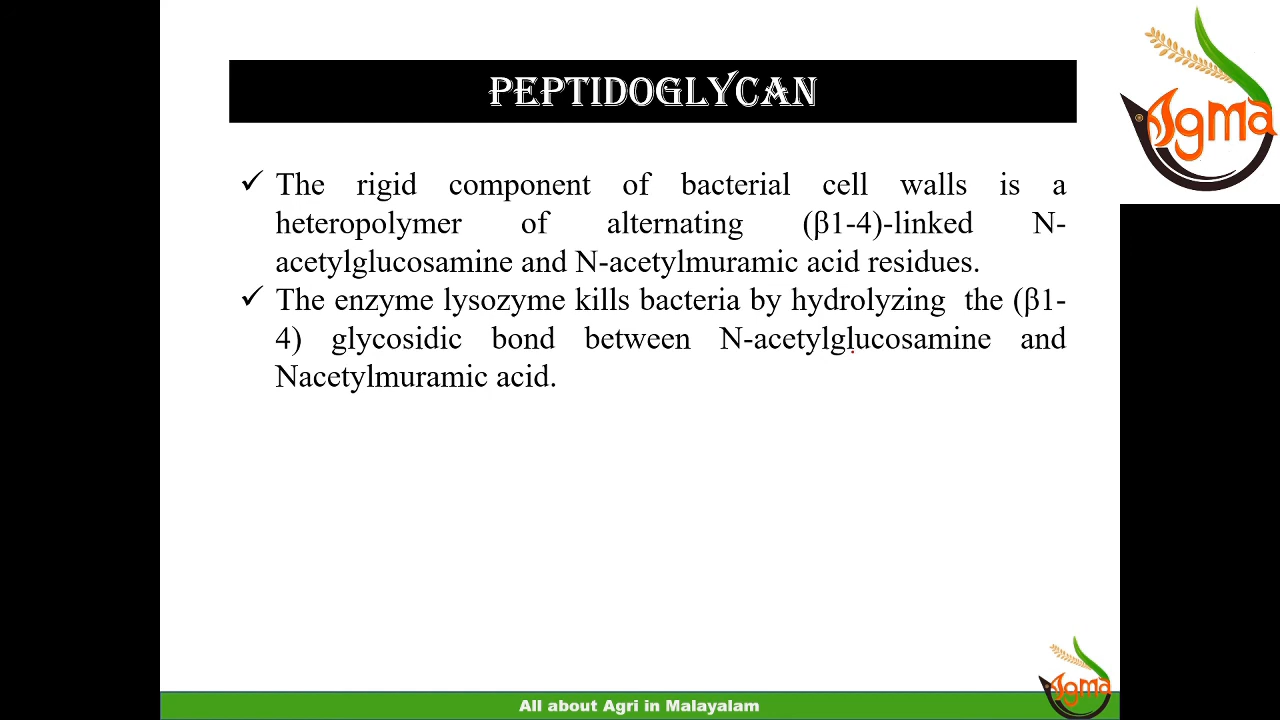 PEPTIDOGLYCAN
✓ The rigid component of bacterial cell walls is a
heteropolymer of alternating (β1-4)-linked N-
acetylglucosamine and N-acetylmuramic acid residues.
✓ The enzyme lysozyme kills bacteria by hydrolyzing the (β1-
4) glycosidic bond between N-acetylglucosamine and
Nacetylmuramic acid.
All about Agri in Malayalam